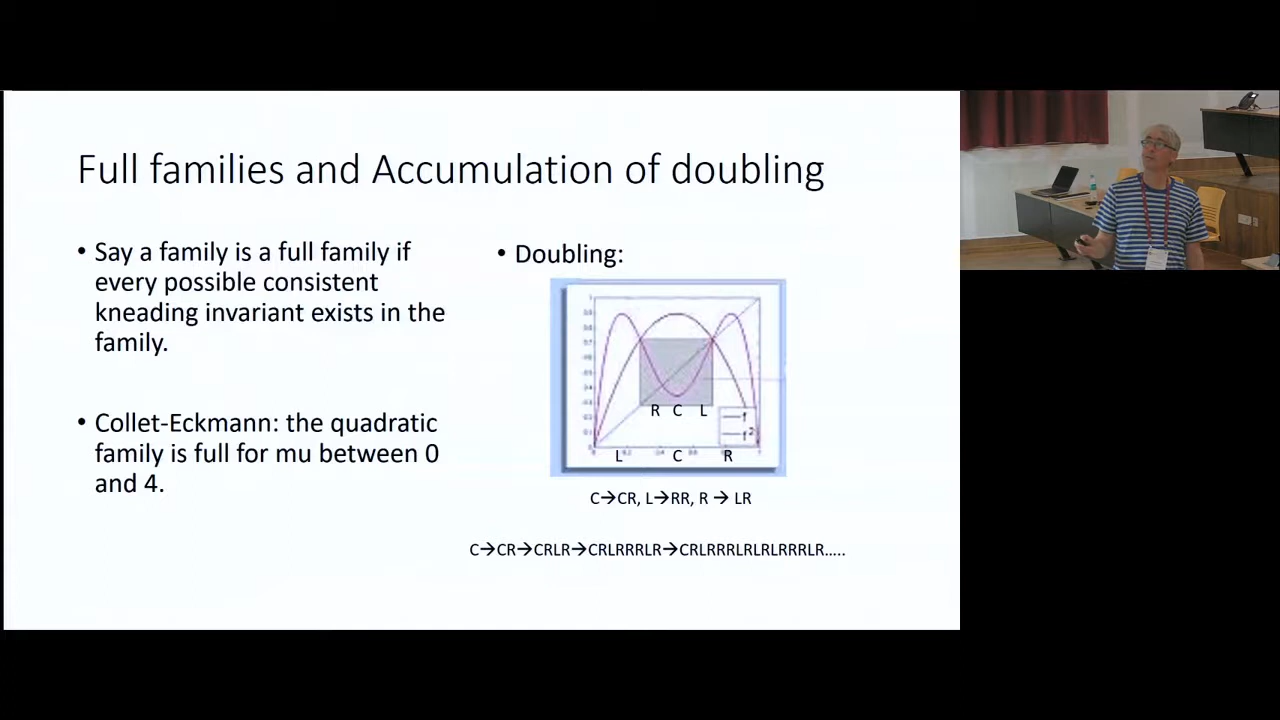 Full families and Accumulation of doubling
• Say a family is a full family if
every possible consistent
kneading invariant exists in the
family.
• Collet-Eckmann: the quadratic
family is full for mu between 0
and 4.
• Doubling:
R C L
f
f²
L C R
C→CR, L→RR, R → LR
C→CR→CRLR→CRLRRRLR→CRLRRRLRLRLRRRLR…..